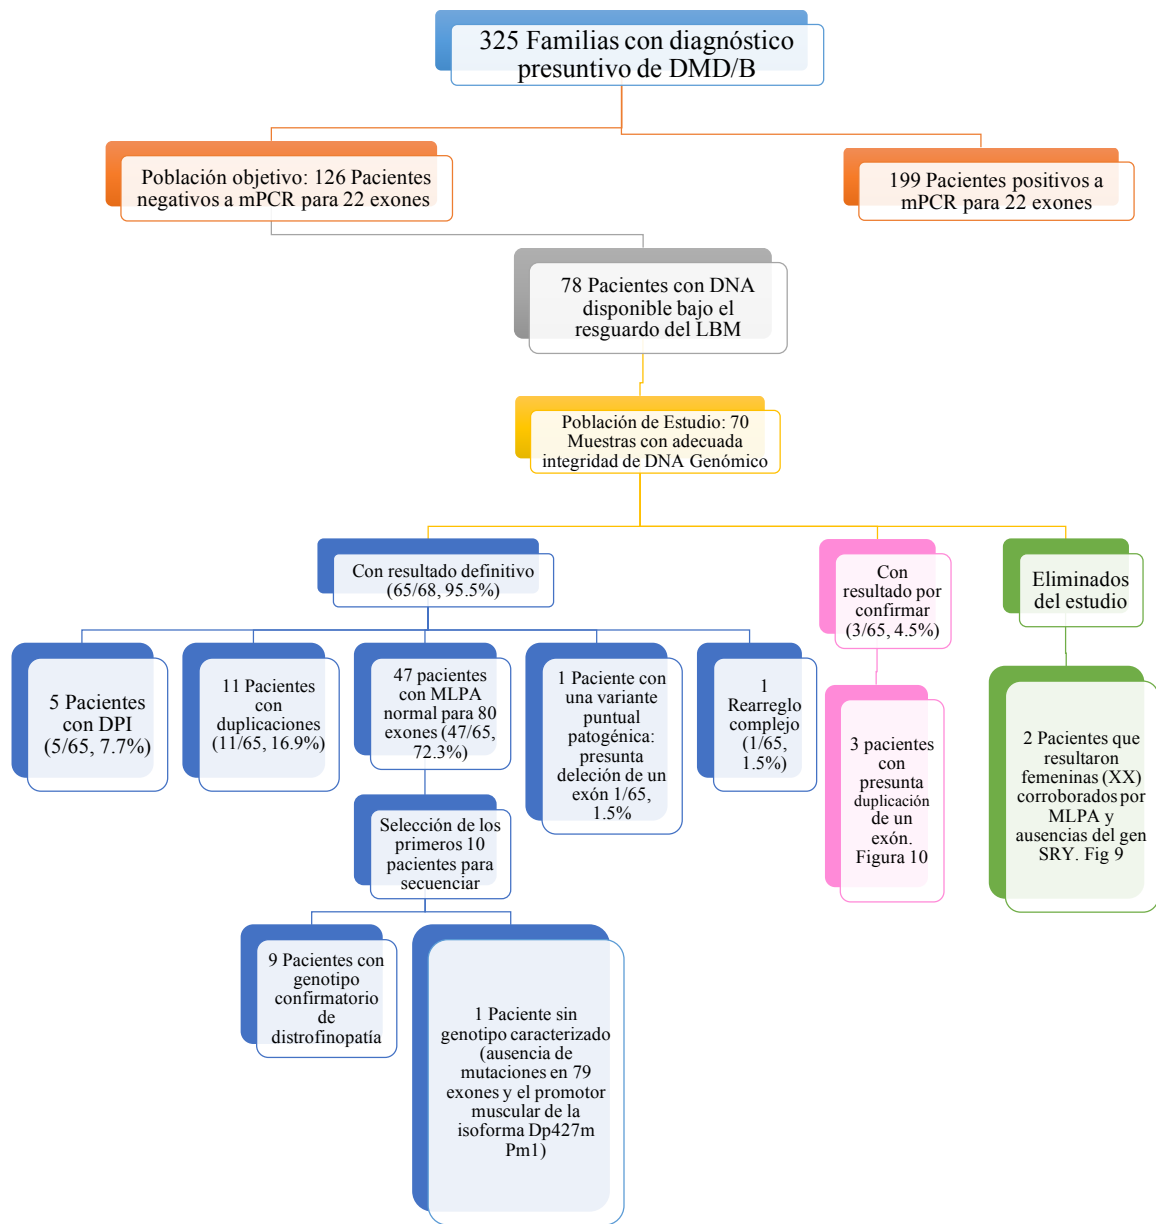 325 Familias con diagnóstico
presuntivo de DMD/B
Población objetivo: 126 Pacientes
negativos a mPCR para 22 exones
199 Pacientes positivos a
mPCR para 22 exones
78 Pacientes con DNA
disponible bajo el
resguardo del LBM
Población de Estudio: 70
Muestras con adecuada
integridad de DNA Genómico
Con resultado definitivo
(65/68, 95.5%)
Con
resultado por
confirmar
(3/65, 4.5%)
Eliminados
del estudio
5 Pacientes
con DPI
(5/65, 7.7%)
11 Pacientes
con
duplicaciones
(11/65, 16.9%)
47 pacientes
con MLPA
normal para 80
exones (47/65,
72.3%)
1 Paciente con
una variante
puntual
patogénica:
presunta
deleción de un
exón 1/65,
1.5%
1
Rearreglo
complejo
(1/65,
1.5%)
3 pacientes
con
presunta
duplicación
de un
exón.
Figura 10
2 Pacientes que
resultaron
femeninas (XX)
corroborados por
MLPA y
ausencias del gen
SRY. Fig 9
Selección de los
primeros 10
pacientes para
secuenciar
9 Pacientes con
genotipo
confirmatorio
de
distrofinopatía
1 Paciente sin
genotipo caracterizado
(ausencia de
mutaciones en 79
exones y el promotor
muscular de la
isoforma Dp427m
Pm1)